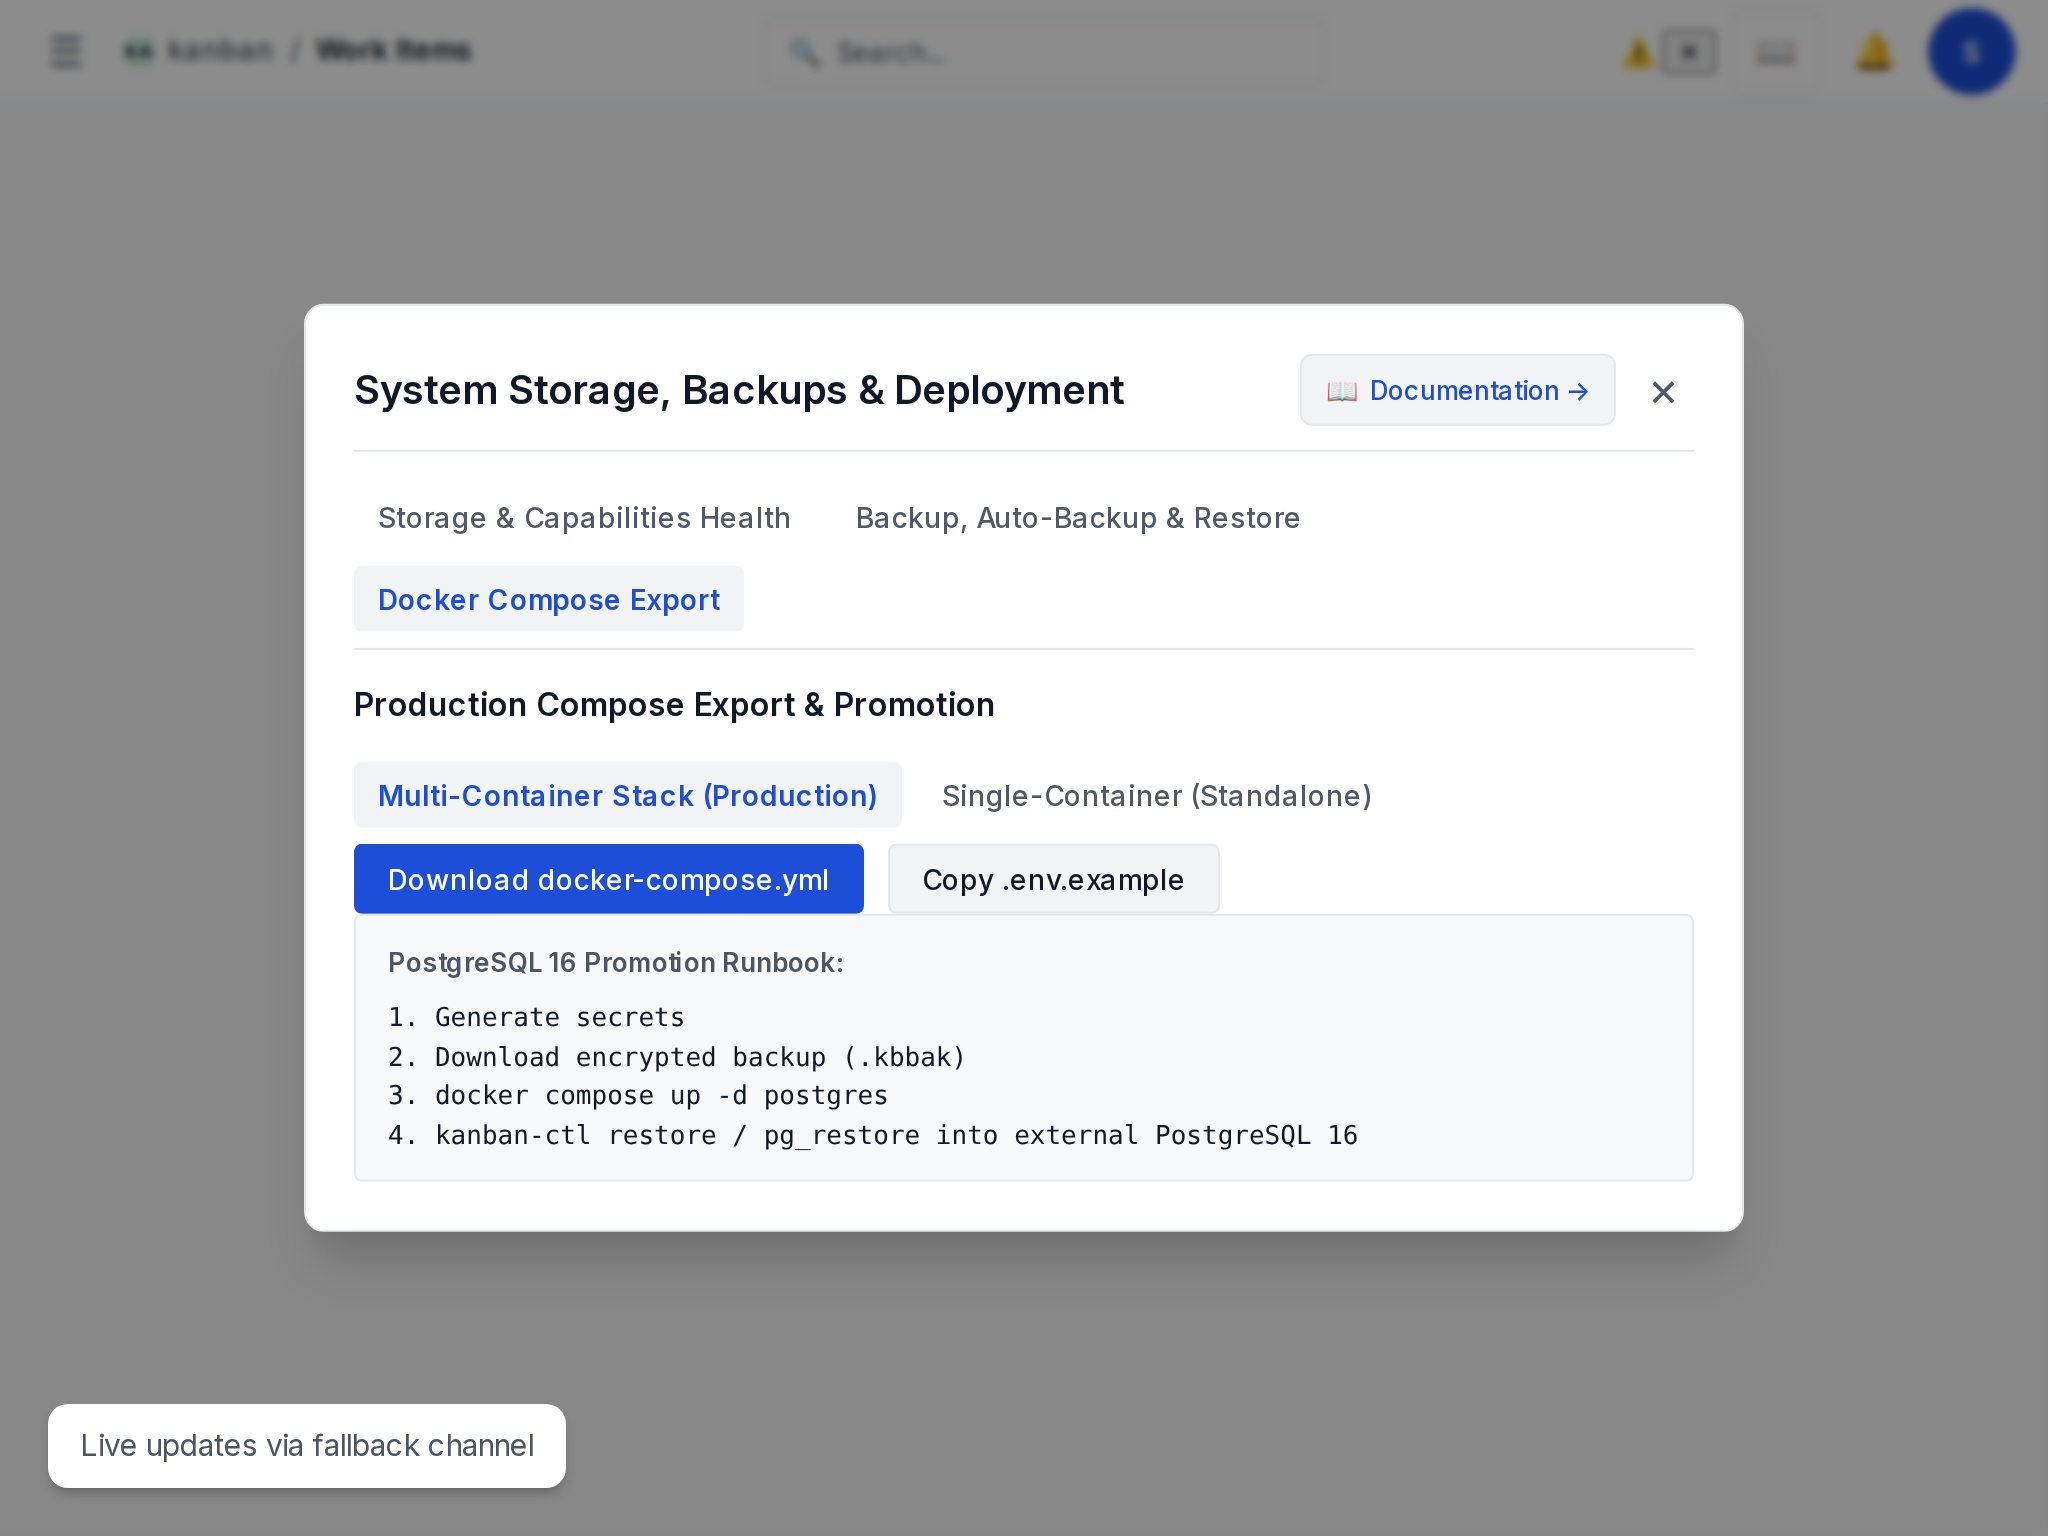 kanban / Work Items
Search...
S
System Storage, Backups & Deployment
Documentation →
Storage & Capabilities Health
Backup, Auto-Backup & Restore
Docker Compose Export
Production Compose Export & Promotion
Multi-Container Stack (Production)
Single-Container (Standalone)
Download docker-compose.yml
Copy .env.example
PostgreSQL 16 Promotion Runbook:
1. Generate secrets
2. Download encrypted backup (.kbbak)
3. docker compose up -d postgres
4. kanban-ctl restore / pg_restore into external PostgreSQL 16
Live updates via fallback channel